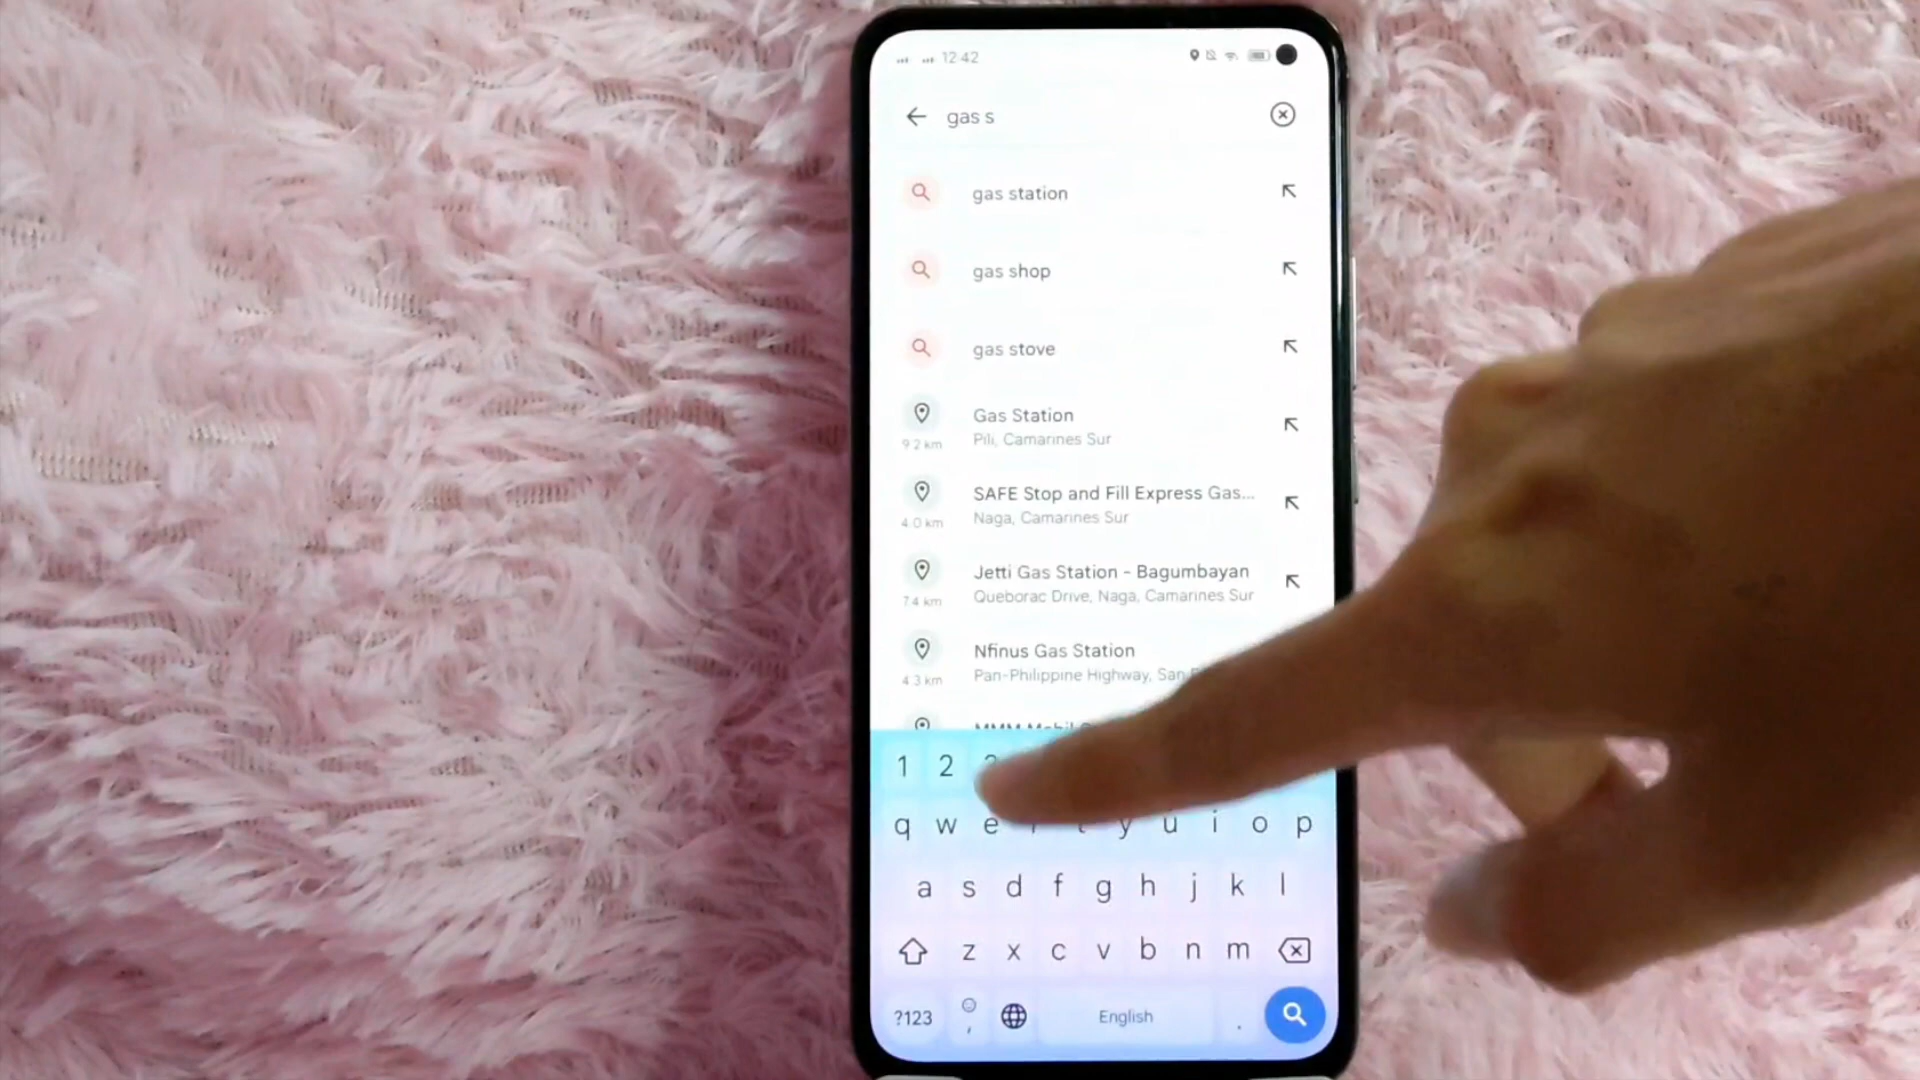 12:42
gas s
gas station
gas shop
gas stove
Gas Station
9.2 km
Pili, Camarines Sur
SAFE Stop and Fill Express Gas...
4.0 km
Naga, Camarines Sur
Jetti Gas Station - Bagumbayan
7.4 km
Queborac Drive, Naga, Camarines Sur
Nfinus Gas Station
4.3 km
Pan-Philippine Highway, San
1 2
q w e y u i o p
a s d f g h j k l
z x c v b n m
?123 , English .